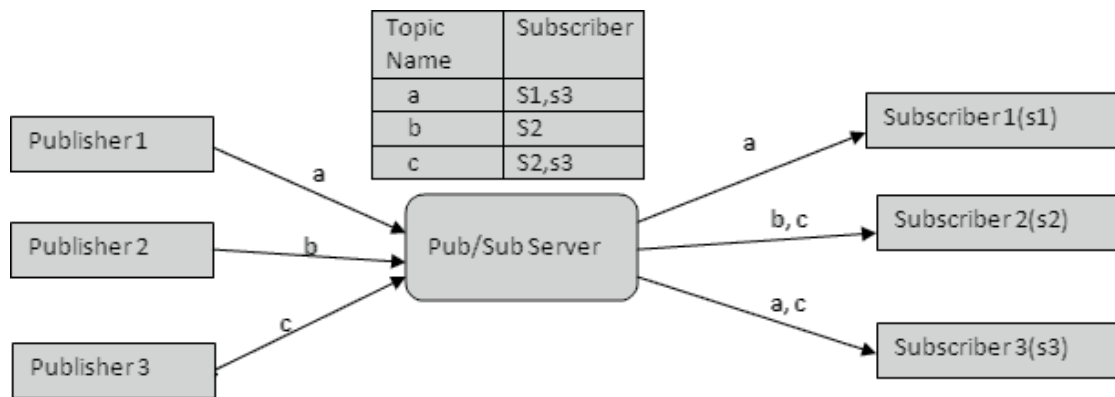 Topic Name Subscriber
a S1,s3
b S2
c S2,s3
Publisher 1
Publisher 2
Publisher 3
a
b
c
Pub/Sub Server
a
b, c
a, c
Subscriber 1(s1)
Subscriber 2(s2)
Subscriber 3(s3)